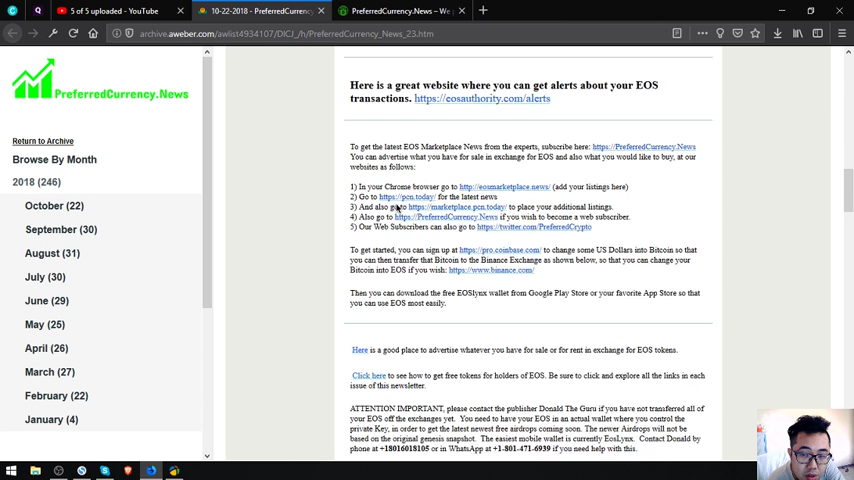 5 of 5 uploaded - YouTube
10-22-2018 - PreferredCurrency
PreferredCurrency.News – We p
archive.aweber.com/awlist4934107/DICJ_/h/PreferredCurrency_News_23.htm
PreferredCurrency.News
Return to Archive
Browse By Month
2018 (246)
October (22)
September (30)
August (31)
July (30)
June (29)
May (25)
April (26)
March (27)
February (22)
January (4)
Here is a great website where you can get alerts about your EOS
transactions. https://eosauthority.com/alerts
To get the latest EOS Marketplace News from the experts, subscribe here: https://PreferredCurrency.News
You can advertise what you have for sale in exchange for EOS and also what you would like to buy, at our
websites as follows:
1) In your Chrome browser go to http://eosmarketplace.news/ (add your listings here)
2) Go to https://pcn.today/ for the latest news
3) And also go to https://marketplace.pcn.today/ to place your additional listings.
4) Also go to https://PreferredCurrency.News if you wish to become a web subscriber.
5) Our Web Subscribers can also go to https://twitter.com/PreferredCrypto
To get started, you can sign up at https://pro.coinbase.com/ to change some US Dollars into Bitcoin so that
you can then transfer that Bitcoin to the Binance Exchange as shown below, so that you can change your
Bitcoin into EOS if you wish: https://www.binance.com/
Then you can download the free EOSlynx wallet from Google Play Store or your favorite App Store so that
you can use EOS most easily.
Here is a good place to advertise whatever you have for sale or for rent in exchange for EOS tokens.
Click here to see how to get free tokens for holders of EOS. Be sure to click and explore all the links in each
issue of this newsletter.
ATTENTION IMPORTANT, please contact the publisher Donald The Guru if you have not transferred all of
your EOS off the exchanges yet. You need to have your EOS in an actual wallet where you control the
private Key, in order to get the latest newest free airdrops coming soon. The newer Airdrops will not be
based on the original genesis snapshot. The easiest mobile wallet is currently EosLynx. Contact Donald by
phone at +18016018105 or in WhatsApp at +1-801-471-6939 if you need help with this.